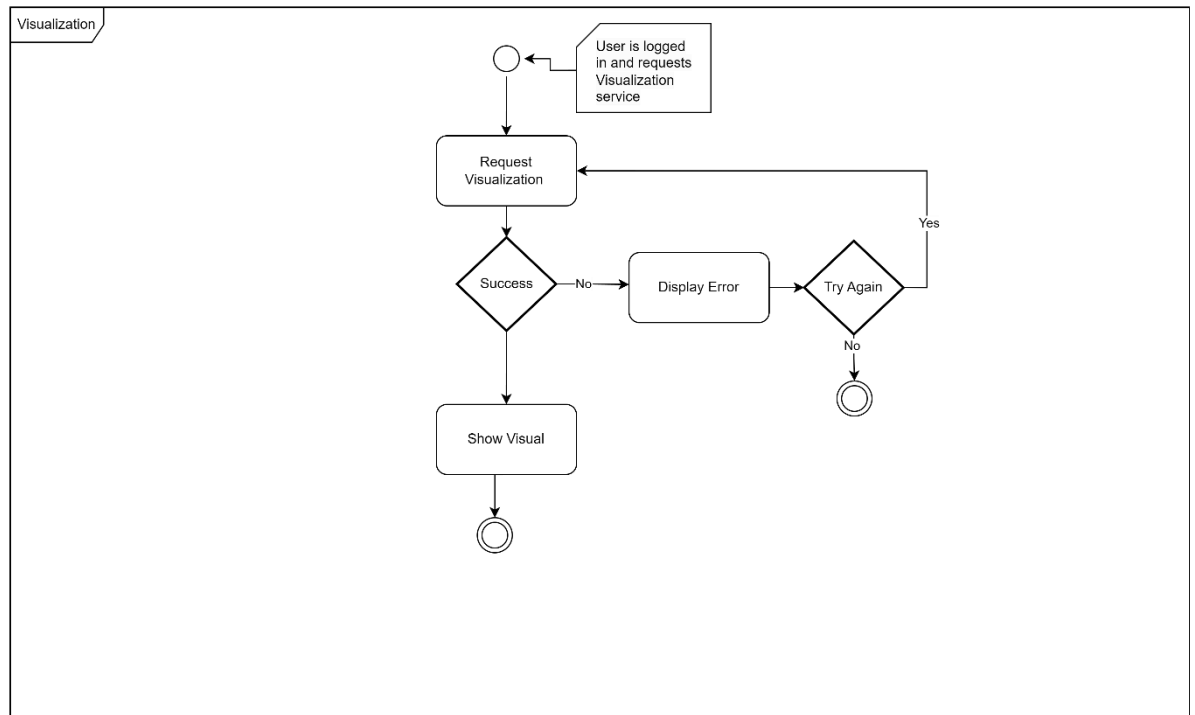 Visualization
User is logged
in and requests
Visualization
service
Request
Visualization
Yes
Success
No
Display Error
Try Again
No
Show Visual